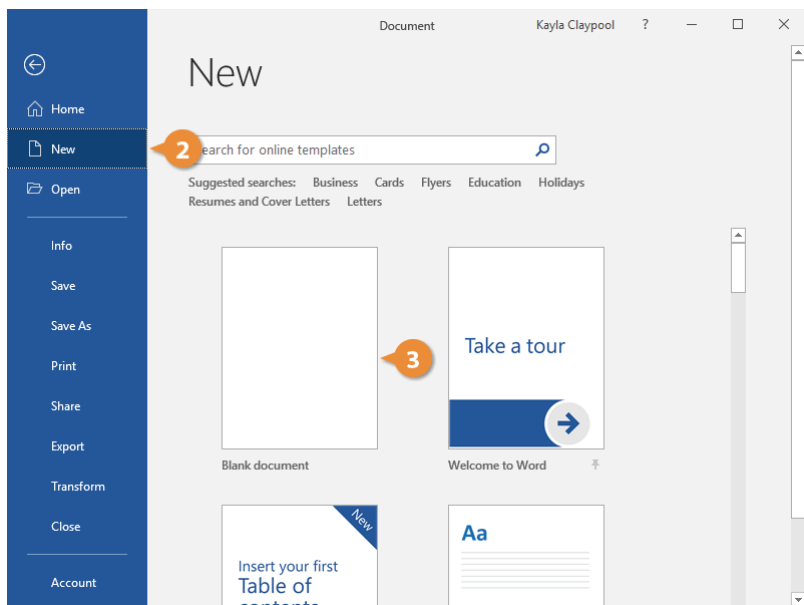 Document
Kayla Claypool ?
New
Home
New
2
Open
Info
Save
Save As
Print
Share
Export
Transform
Close
Account
earch for online templates
Suggested searches: Business Cards Flyers Education Holidays
Resumes and Cover Letters Letters
3
Blank document
Take a tour
Welcome to Word
New
Insert your first
Table of
contents
Aa